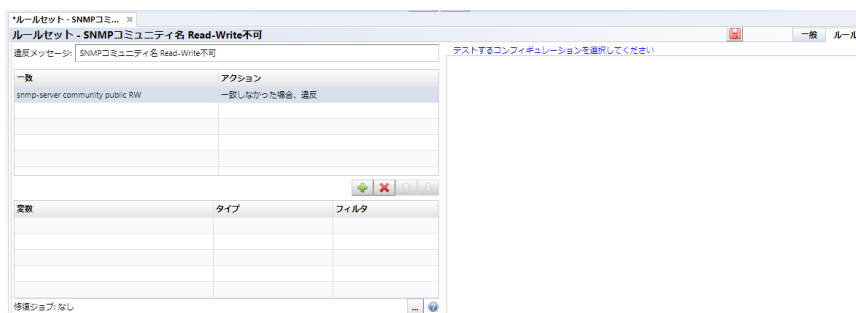 *ルールセット - SNMPコミ... ×
ルールセット - SNMPコミュニティ名 Read-Write不可
一般 ルール
違反メッセージ: SNMPコミュニティ名 Read-Write不可
テストするコンフィギュレーションを選択してください
一致 アクション
snmp-server community public RW 一致しなかった場合、違反
変数 タイプ フィルタ
修復ジョブ: なし ...